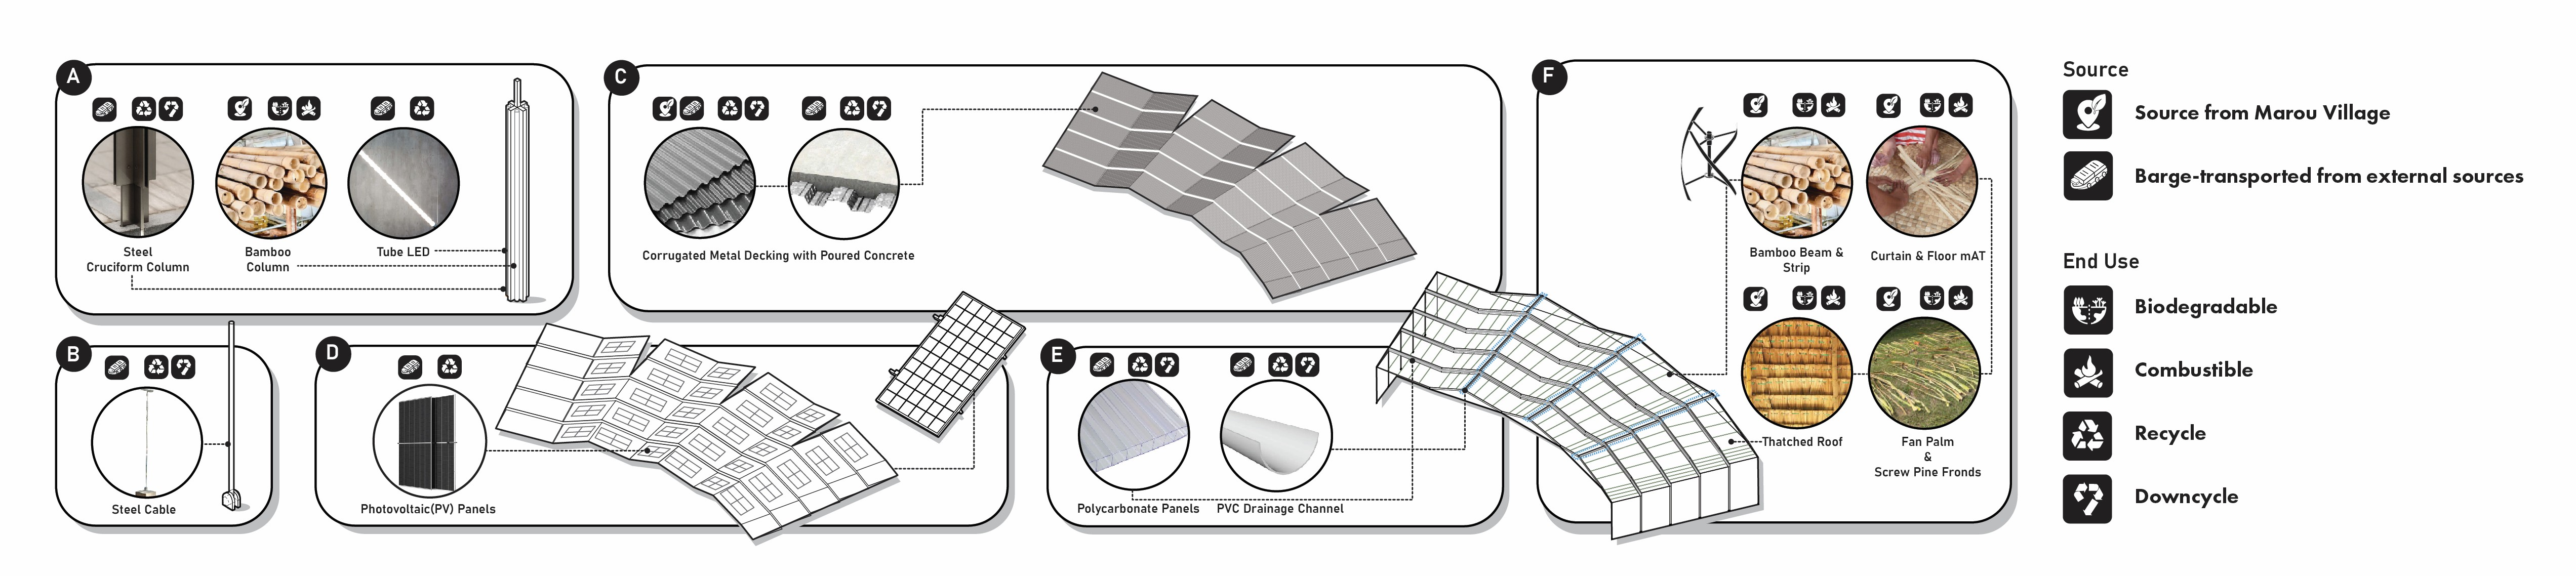 A
Steel
Cruciform Column
Bamboo
Column
Tube LED
B
Steel Cable
C
Corrugated Metal Decking with Poured Concrete
D
Photovoltaic(PV) Panels
E
Polycarbonate Panels
PVC Drainage Channel
F
Bamboo Beam &
Strip
Curtain & Floor mAT
Thatched Roof
Fan Palm
&
Screw Pine Fronds
Source
Source from Marou Village
Barge-transported from external sources
End Use
Biodegradable
Combustible
Recycle
Downcycle